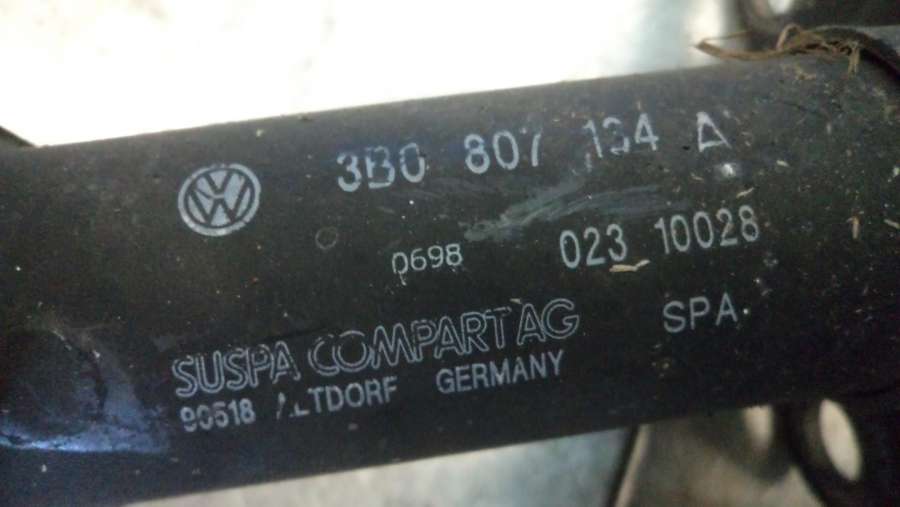 3B0 807 134 A
0698 023 10028
SUSPA COMPART AG SPA.
90518 ALTDORF GERMANY